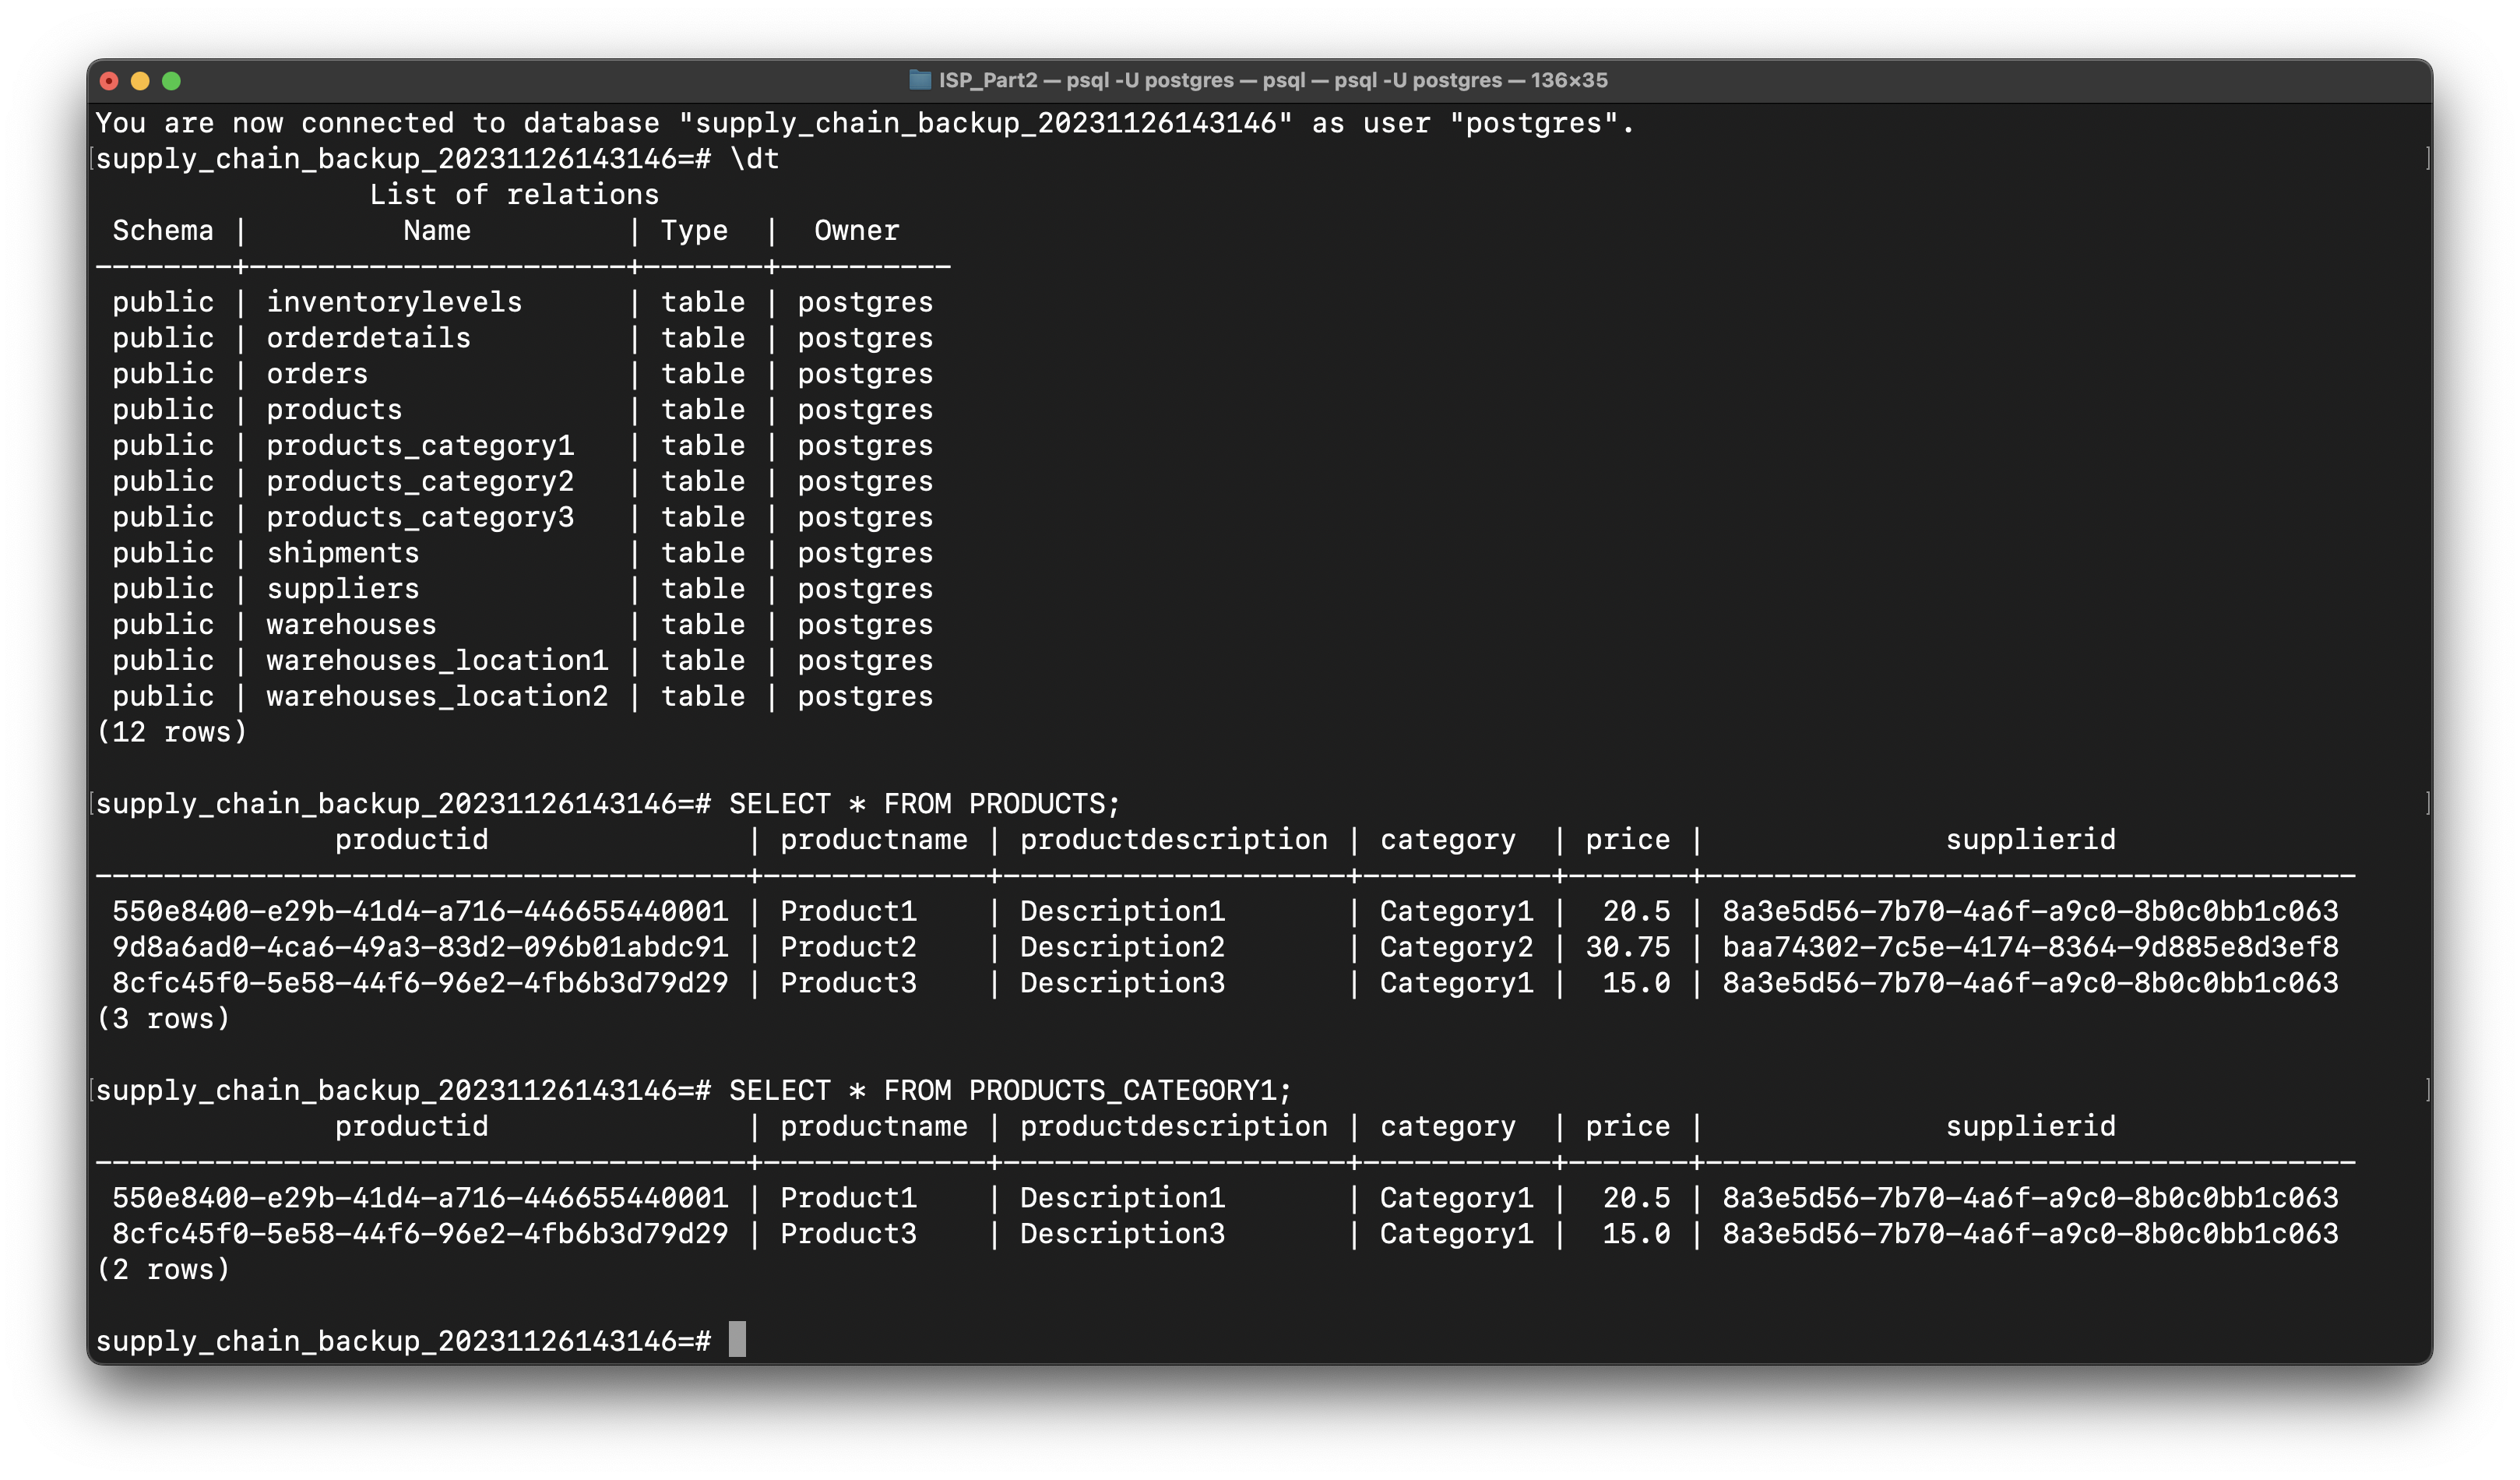 ISP_Part2 — psql -U postgres — psql — psql -U postgres — 136×35
You are now connected to database "supply_chain_backup_20231126143146" as user "postgres".
[supply_chain_backup_20231126143146=# \dt ]
                List of relations
 Schema |         Name         | Type  |  Owner
--------+----------------------+-------+----------
 public | inventorylevels      | table | postgres
 public | orderdetails         | table | postgres
 public | orders               | table | postgres
 public | products             | table | postgres
 public | products_category1   | table | postgres
 public | products_category2   | table | postgres
 public | products_category3   | table | postgres
 public | shipments            | table | postgres
 public | suppliers            | table | postgres
 public | warehouses           | table | postgres
 public | warehouses_location1 | table | postgres
 public | warehouses_location2 | table | postgres
(12 rows)
[supply_chain_backup_20231126143146=# SELECT * FROM PRODUCTS; ]
              productid               | productname | productdescription | category  | price |              supplierid
--------------------------------------+-------------+--------------------+-----------+-------+--------------------------------------
 550e8400-e29b-41d4-a716-446655440001 | Product1    | Description1       | Category1 |  20.5 | 8a3e5d56-7b70-4a6f-a9c0-8b0c0bb1c063
 9d8a6ad0-4ca6-49a3-83d2-096b01abdc91 | Product2    | Description2       | Category2 | 30.75 | baa74302-7c5e-4174-8364-9d885e8d3ef8
 8cfc45f0-5e58-44f6-96e2-4fb6b3d79d29 | Product3    | Description3       | Category1 |  15.0 | 8a3e5d56-7b70-4a6f-a9c0-8b0c0bb1c063
(3 rows)
[supply_chain_backup_20231126143146=# SELECT * FROM PRODUCTS_CATEGORY1; ]
              productid               | productname | productdescription | category  | price |              supplierid
--------------------------------------+-------------+--------------------+-----------+-------+--------------------------------------
 550e8400-e29b-41d4-a716-446655440001 | Product1    | Description1       | Category1 |  20.5 | 8a3e5d56-7b70-4a6f-a9c0-8b0c0bb1c063
 8cfc45f0-5e58-44f6-96e2-4fb6b3d79d29 | Product3    | Description3       | Category1 |  15.0 | 8a3e5d56-7b70-4a6f-a9c0-8b0c0bb1c063
(2 rows)
supply_chain_backup_20231126143146=#